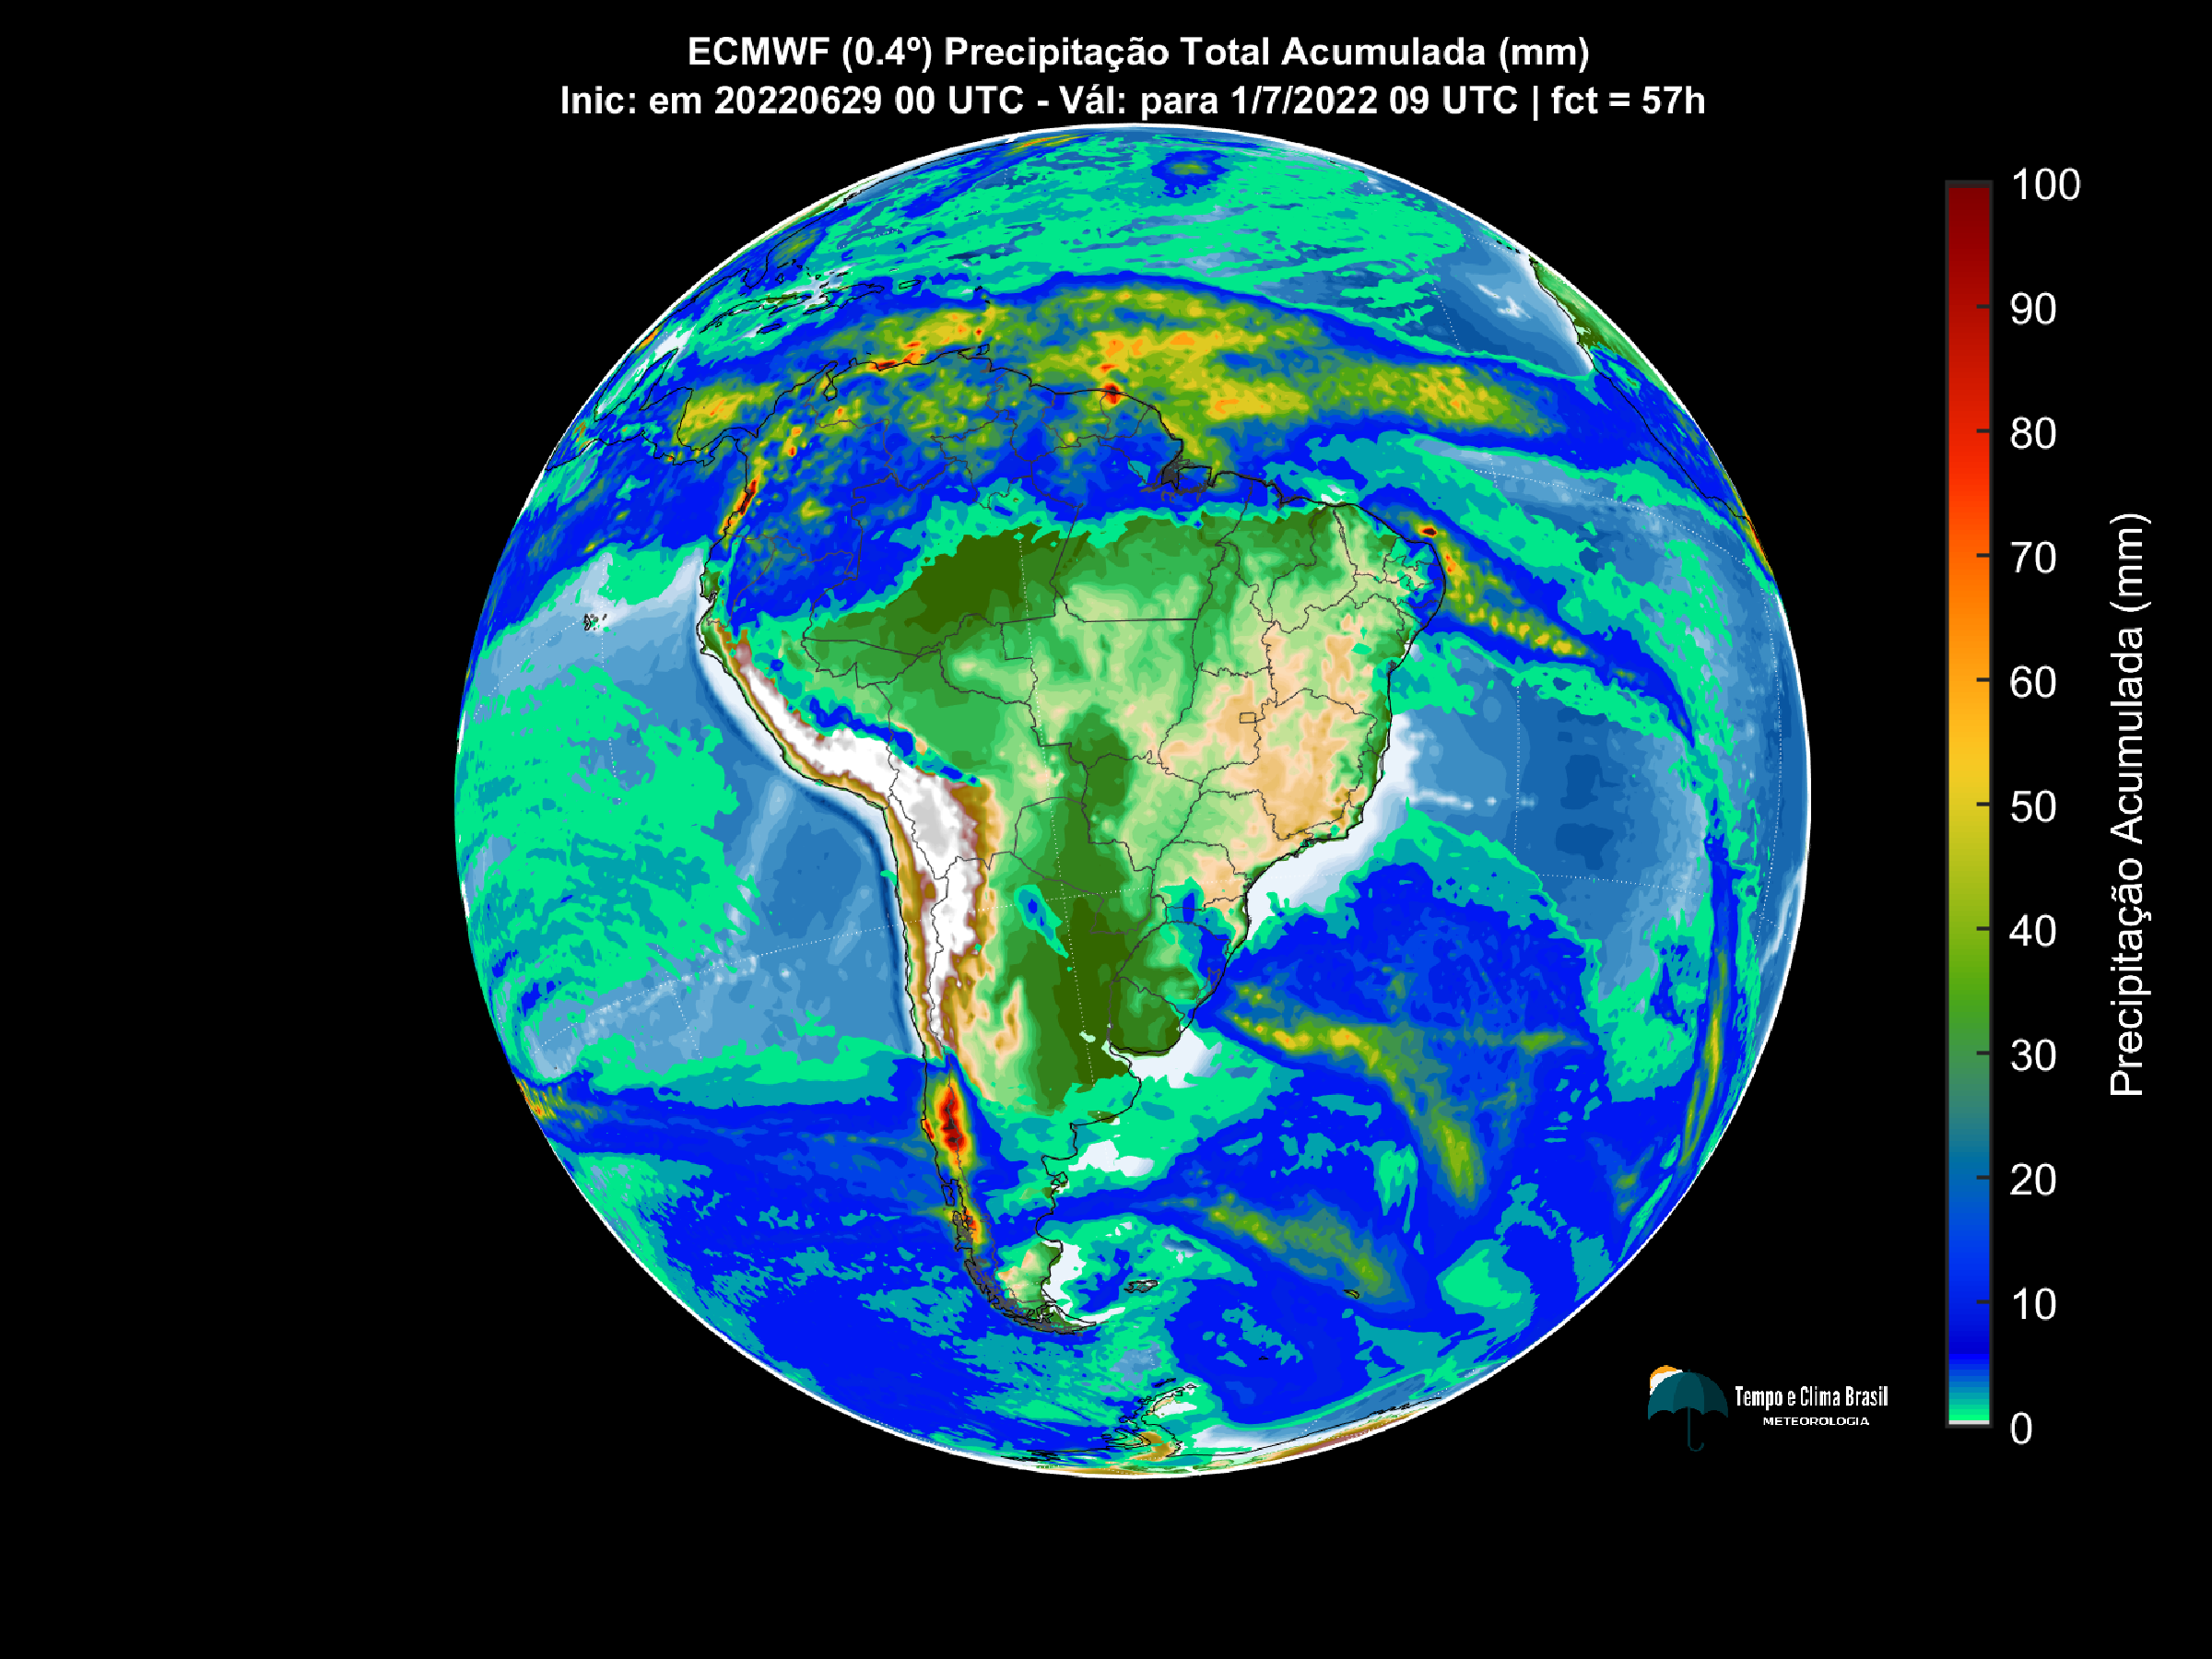 ECMWF (0.4º) Precipitação Total Acumulada (mm)
Inic: em 20220629 00 UTC - Vál: para 1/7/2022 09 UTC | fct = 57h
100
90
80
70
60
50
40
30
20
10
0
Precipitação Acumulada (mm)
Tempo e Clima Brasil
METEOROLOGIA